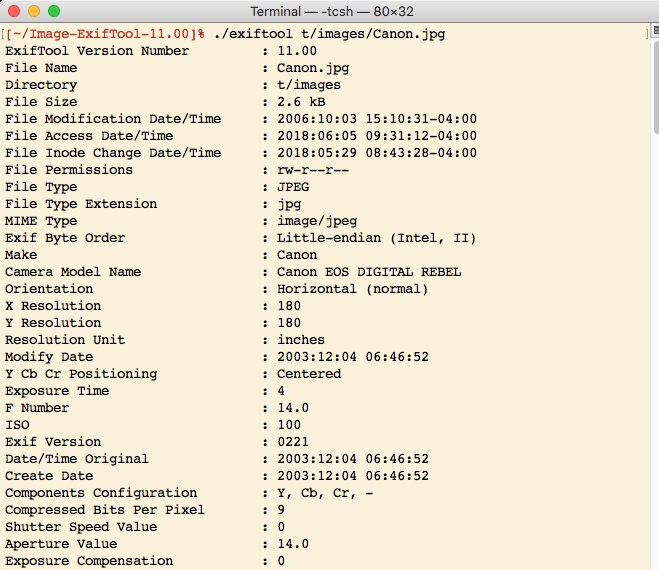 Terminal — -tcsh — 80×32
[[~/Image-ExifTool-11.00]% ./exiftool t/images/Canon.jpg ]
ExifTool Version Number         : 11.00
File Name                       : Canon.jpg
Directory                       : t/images
File Size                       : 2.6 kB
File Modification Date/Time     : 2006:10:03 15:10:31-04:00
File Access Date/Time           : 2018:06:05 09:31:12-04:00
File Inode Change Date/Time     : 2018:05:29 08:43:28-04:00
File Permissions                : rw-r--r--
File Type                       : JPEG
File Type Extension             : jpg
MIME Type                       : image/jpeg
Exif Byte Order                 : Little-endian (Intel, II)
Make                            : Canon
Camera Model Name               : Canon EOS DIGITAL REBEL
Orientation                     : Horizontal (normal)
X Resolution                    : 180
Y Resolution                    : 180
Resolution Unit                 : inches
Modify Date                     : 2003:12:04 06:46:52
Y Cb Cr Positioning             : Centered
Exposure Time                   : 4
F Number                        : 14.0
ISO                             : 100
Exif Version                    : 0221
Date/Time Original              : 2003:12:04 06:46:52
Create Date                     : 2003:12:04 06:46:52
Components Configuration        : Y, Cb, Cr, -
Compressed Bits Per Pixel       : 9
Shutter Speed Value             : 0
Aperture Value                  : 14.0
Exposure Compensation           : 0